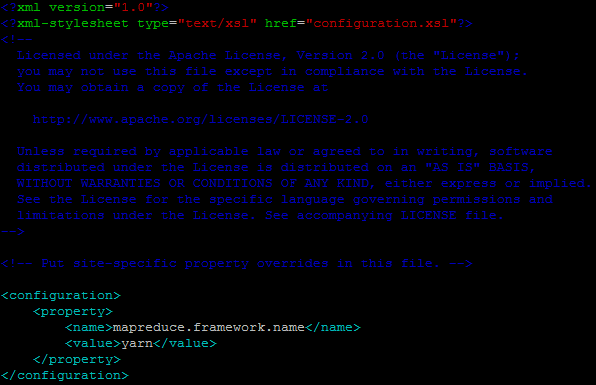 <?xml version="1.0"?>
<?xml-stylesheet type="text/xsl" href="configuration.xsl"?>
<!--
  Licensed under the Apache License, Version 2.0 (the "License");
  you may not use this file except in compliance with the License.
  You may obtain a copy of the License at

    http://www.apache.org/licenses/LICENSE-2.0

  Unless required by applicable law or agreed to in writing, software
  distributed under the License is distributed on an "AS IS" BASIS,
  WITHOUT WARRANTIES OR CONDITIONS OF ANY KIND, either express or implied.
  See the License for the specific language governing permissions and
  limitations under the License. See accompanying LICENSE file.
-->

<!-- Put site-specific property overrides in this file. -->

<configuration>
    <property>
        <name>mapreduce.framework.name</name>
        <value>yarn</value>
    </property>
</configuration>